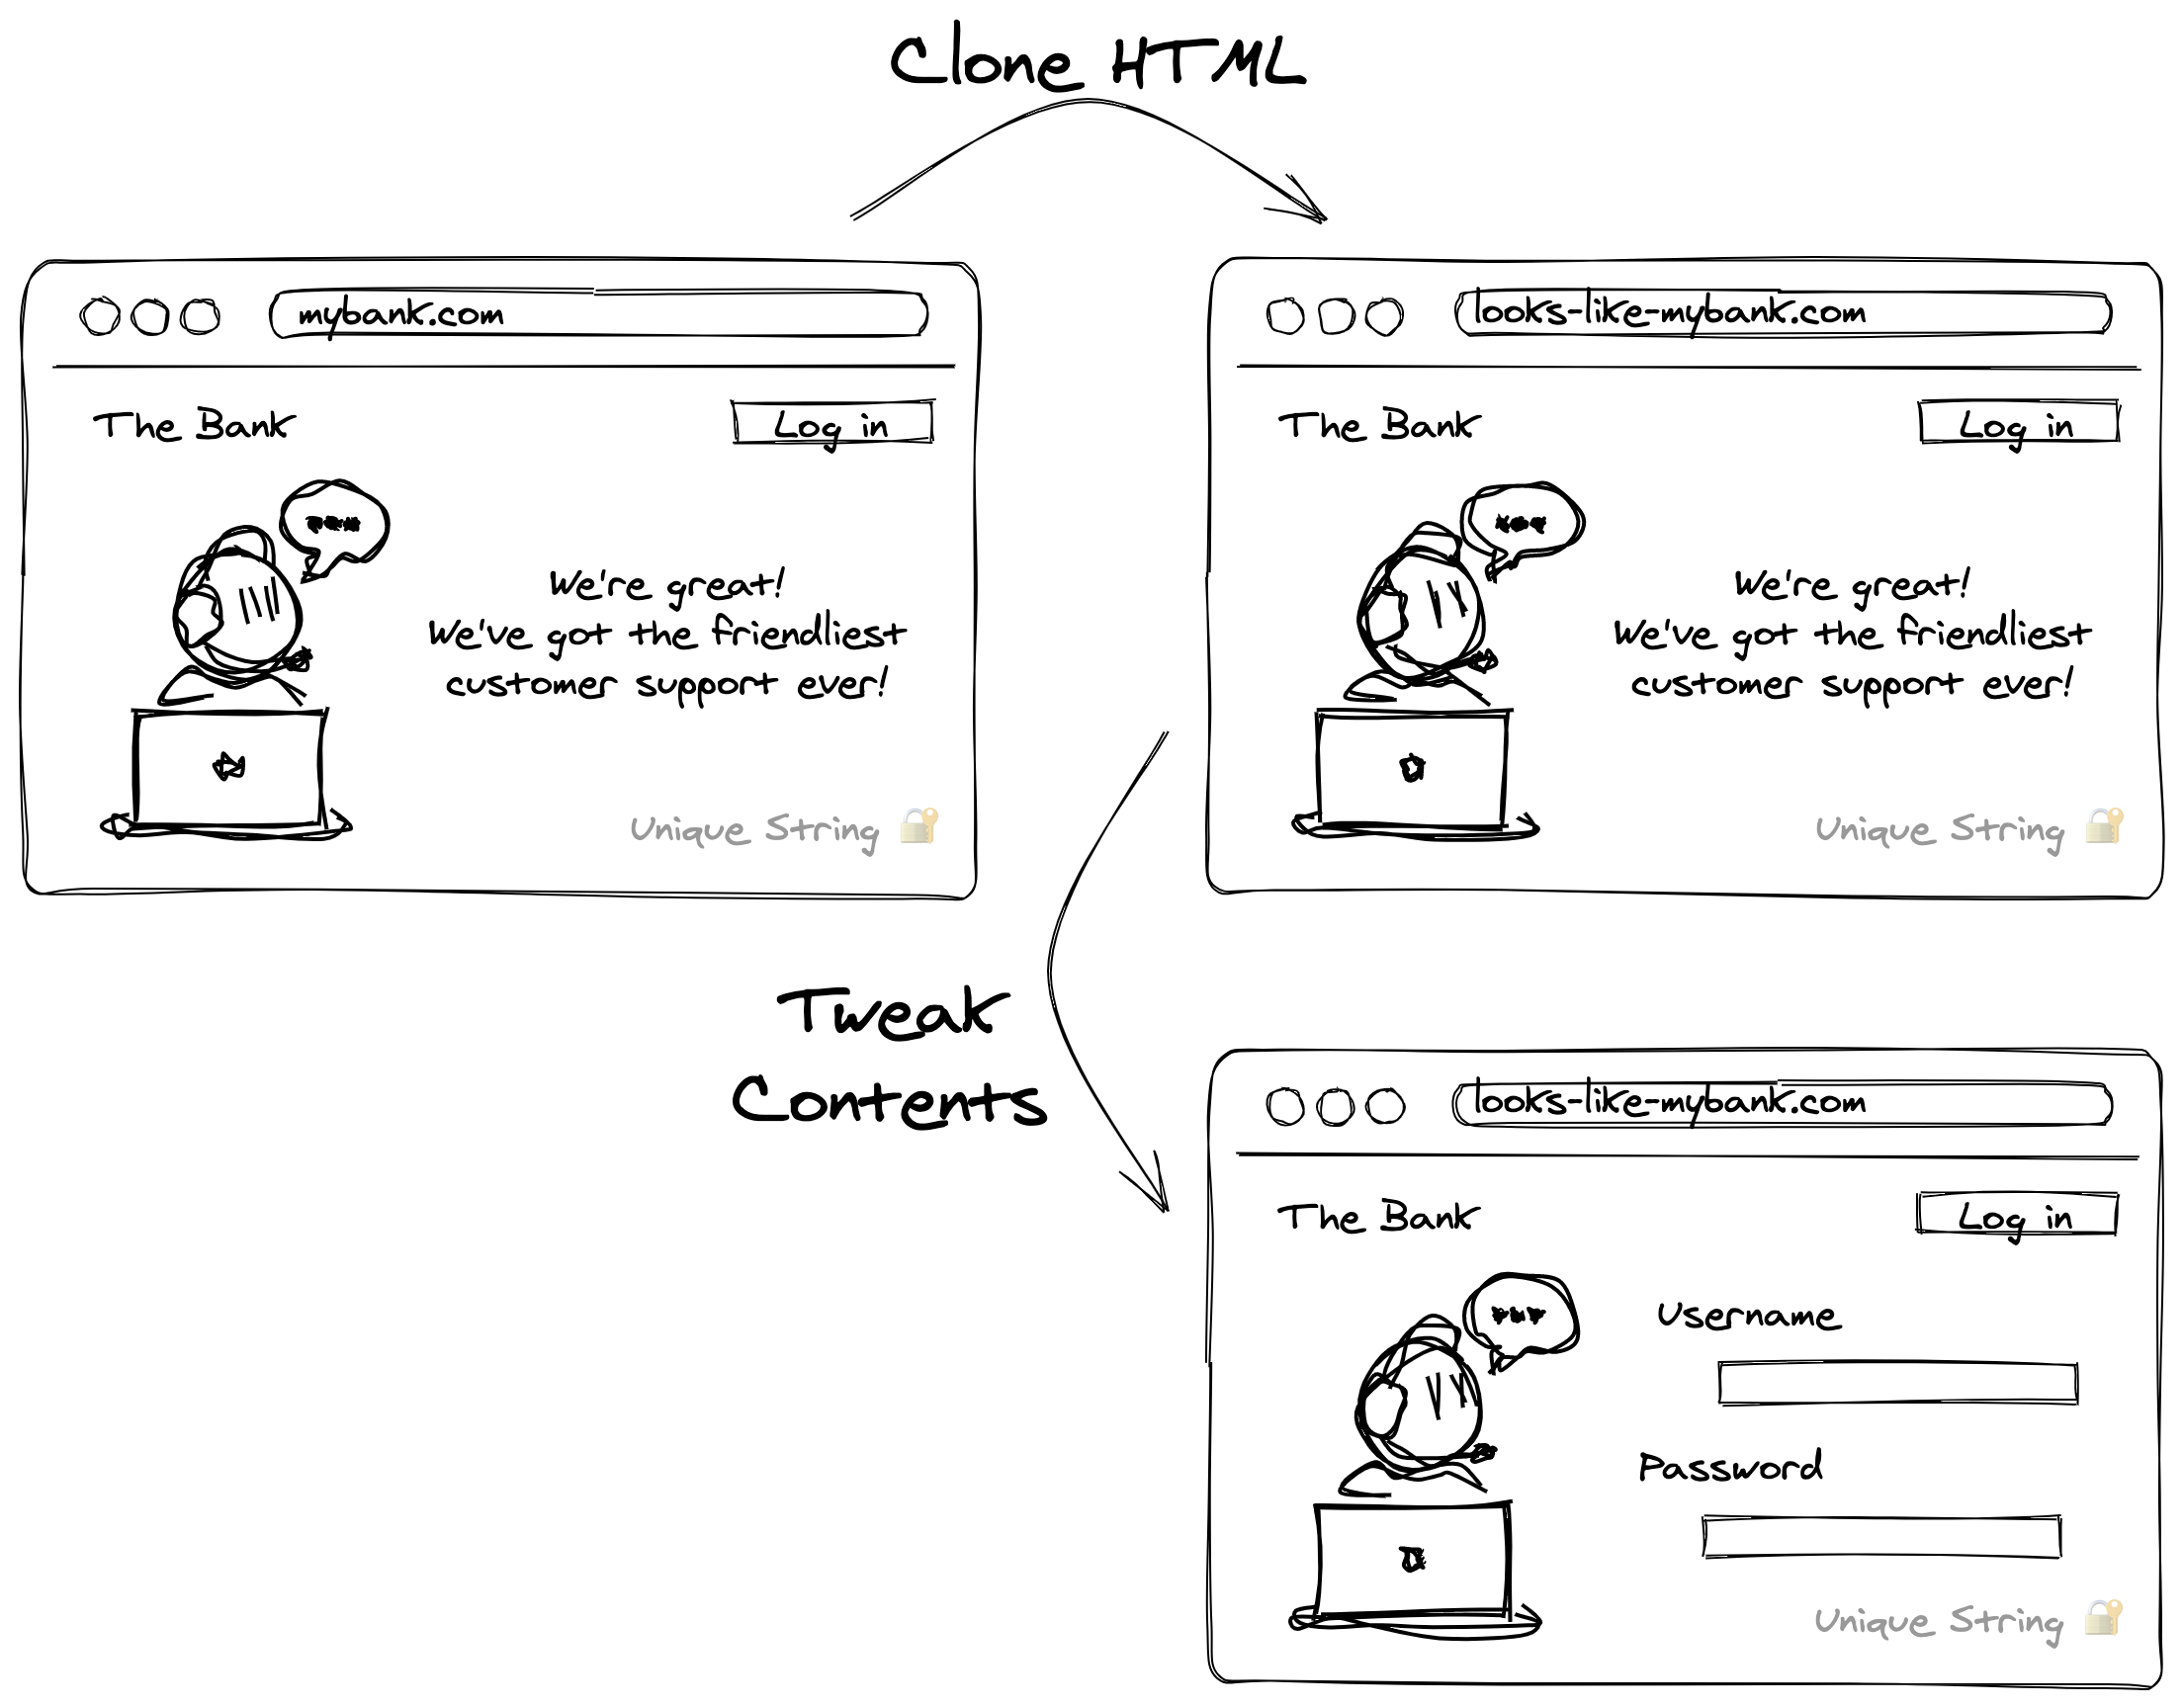 Clone HTML
mybank.com
The Bank
Log in
We're great!
We've got the friendliest
customer support ever!
Unique String
looks-like-mybank.com
The Bank
Log in
We're great!
We've got the friendliest
customer support ever!
Unique String
Tweak
Contents
looks-like-mybank.com
The Bank
Log in
Username
Password
Unique String